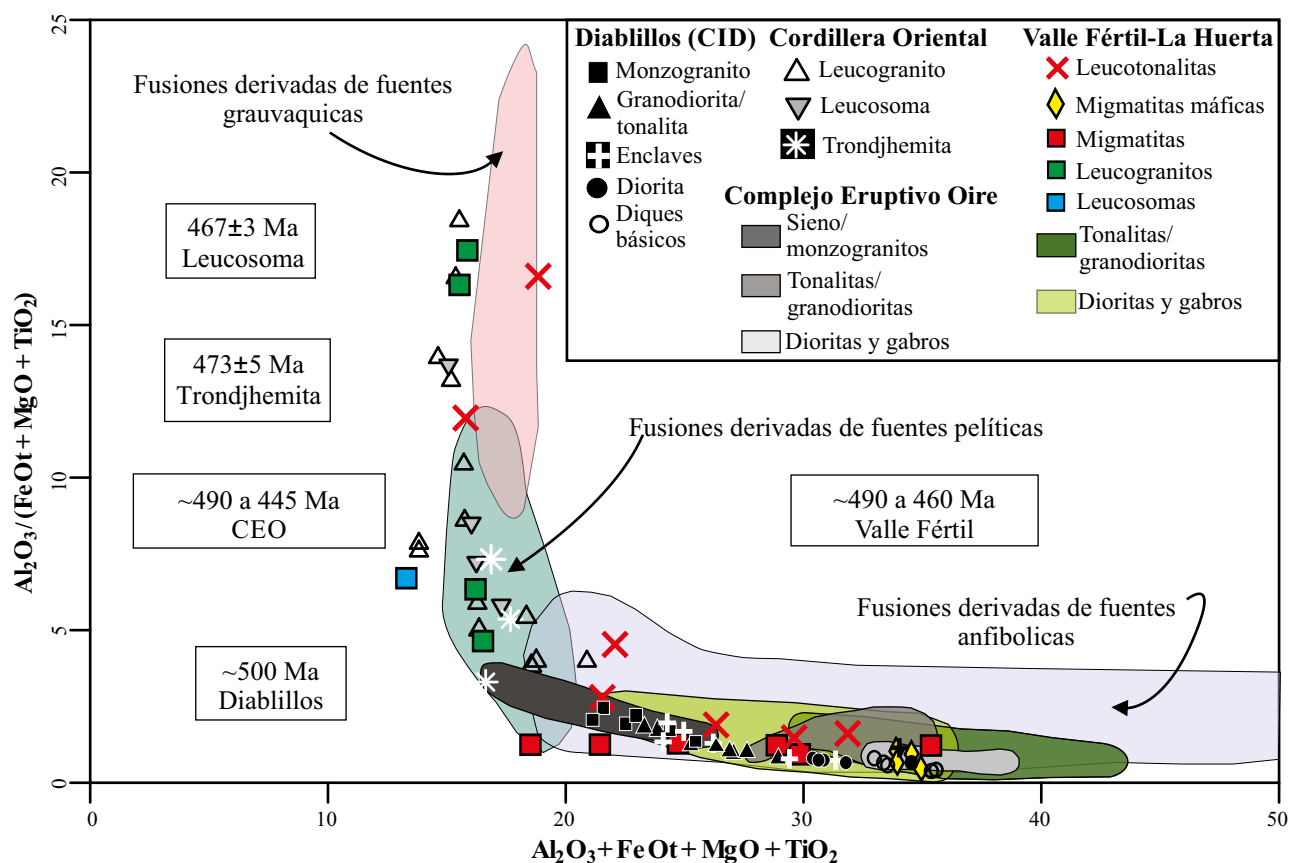 25
20
15
10
5
0
Al₂O₃/(FeOt + MgO + TiO₂)
0
10
20
30
40
50
Al₂O₃ + FeOt + MgO + TiO₂
Fusiones derivadas de fuentes
grauvaquicas
467±3 Ma
Leucosoma
473±5 Ma
Trondjhemita
~490 a 445 Ma
CEO
~500 Ma
Diablillos
Fusiones derivadas de fuentes pelíticas
~490 a 460 Ma
Valle Fértil
Fusiones derivadas de fuentes
anfibolicas
Diablillos (CID)
Monzogranito
Granodiorita/
tonalita
Enclaves
Diorita
Diques
básicos
Cordillera Oriental
Leucogranito
Leucosoma
Trondjhemita
Complejo Eruptivo Oire
Sieno/
monzogranitos
Tonalitas/
granodioritas
Dioritas y gabros
Valle Fértil-La Huerta
Leucotonalitas
Migmatitas máficas
Migmatitas
Leucogranitos
Leucosomas
Tonalitas/
granodioritas
Dioritas y gabros